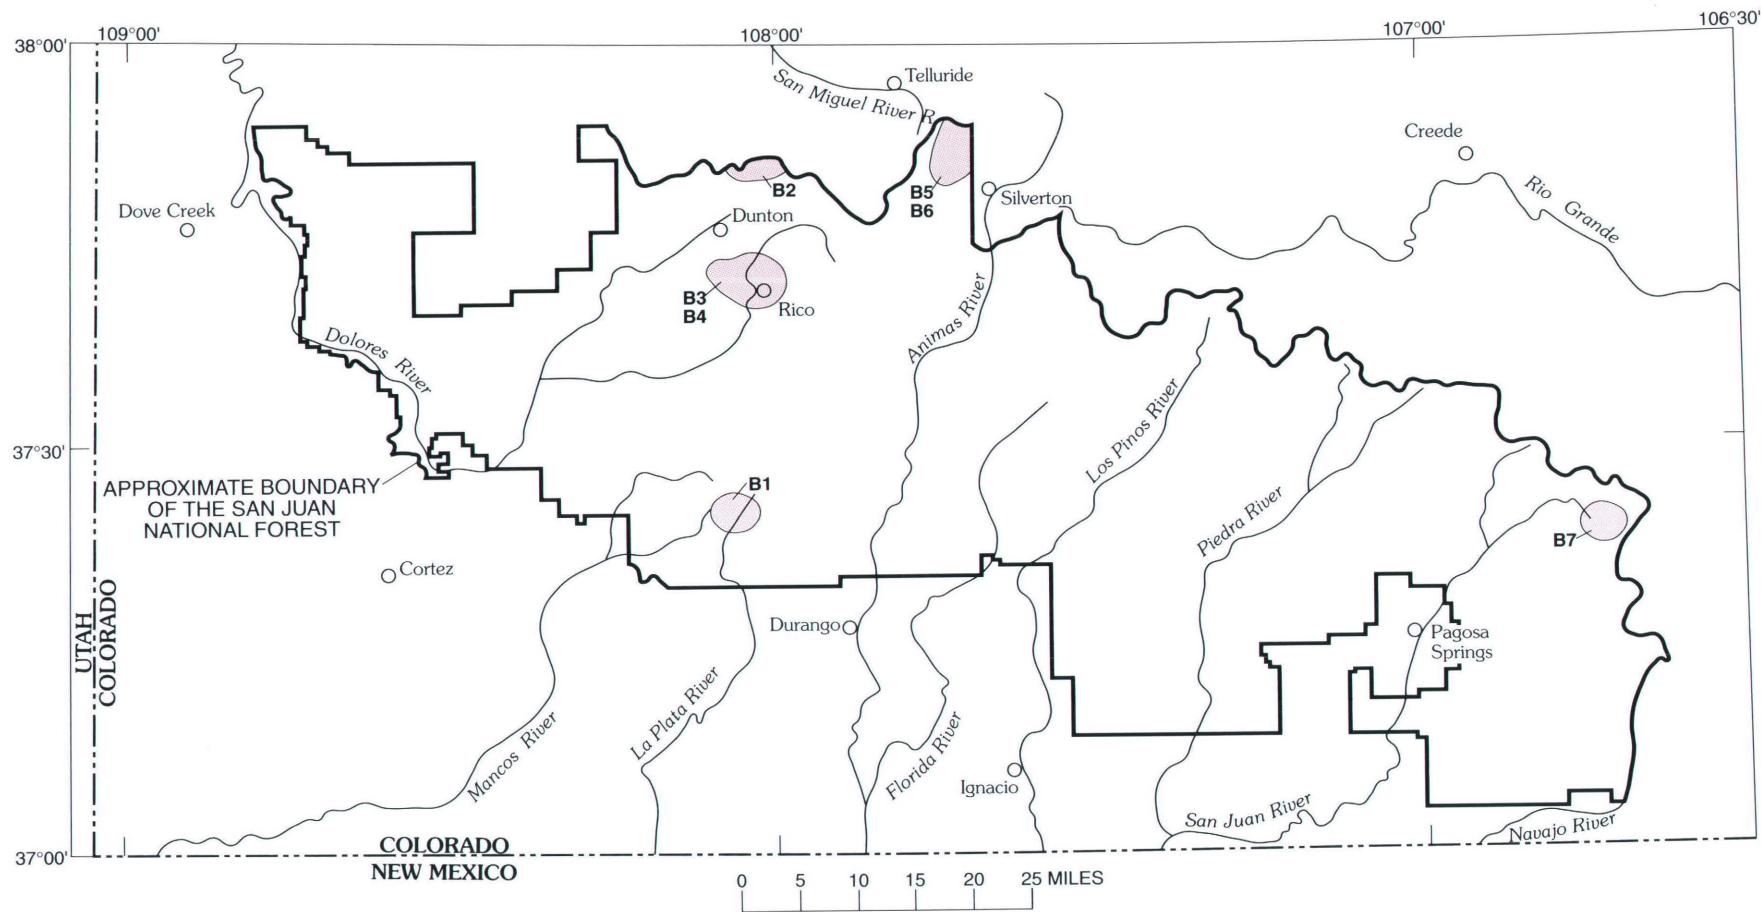 109°00'
108°00'
107°00'
106°30'
38°00'
Telluride
San Miguel River R
Creede
Silverton
Rio Grande
B5
B6
B2
Dunton
Dove Creek
B3
B4
Rico
Dolores River
Animas River
Los Pinos River
Piedra River
37°30'
APPROXIMATE BOUNDARY
OF THE SAN JUAN
NATIONAL FOREST
B1
B7
Cortez
UTAH
COLORADO
Durango
Pagosa
Springs
La Plata River
Mancos River
Florida River
Ignacio
San Juan River
Navajo River
37°00'
COLORADO
NEW MEXICO
0 5 10 15 20 25 MILES